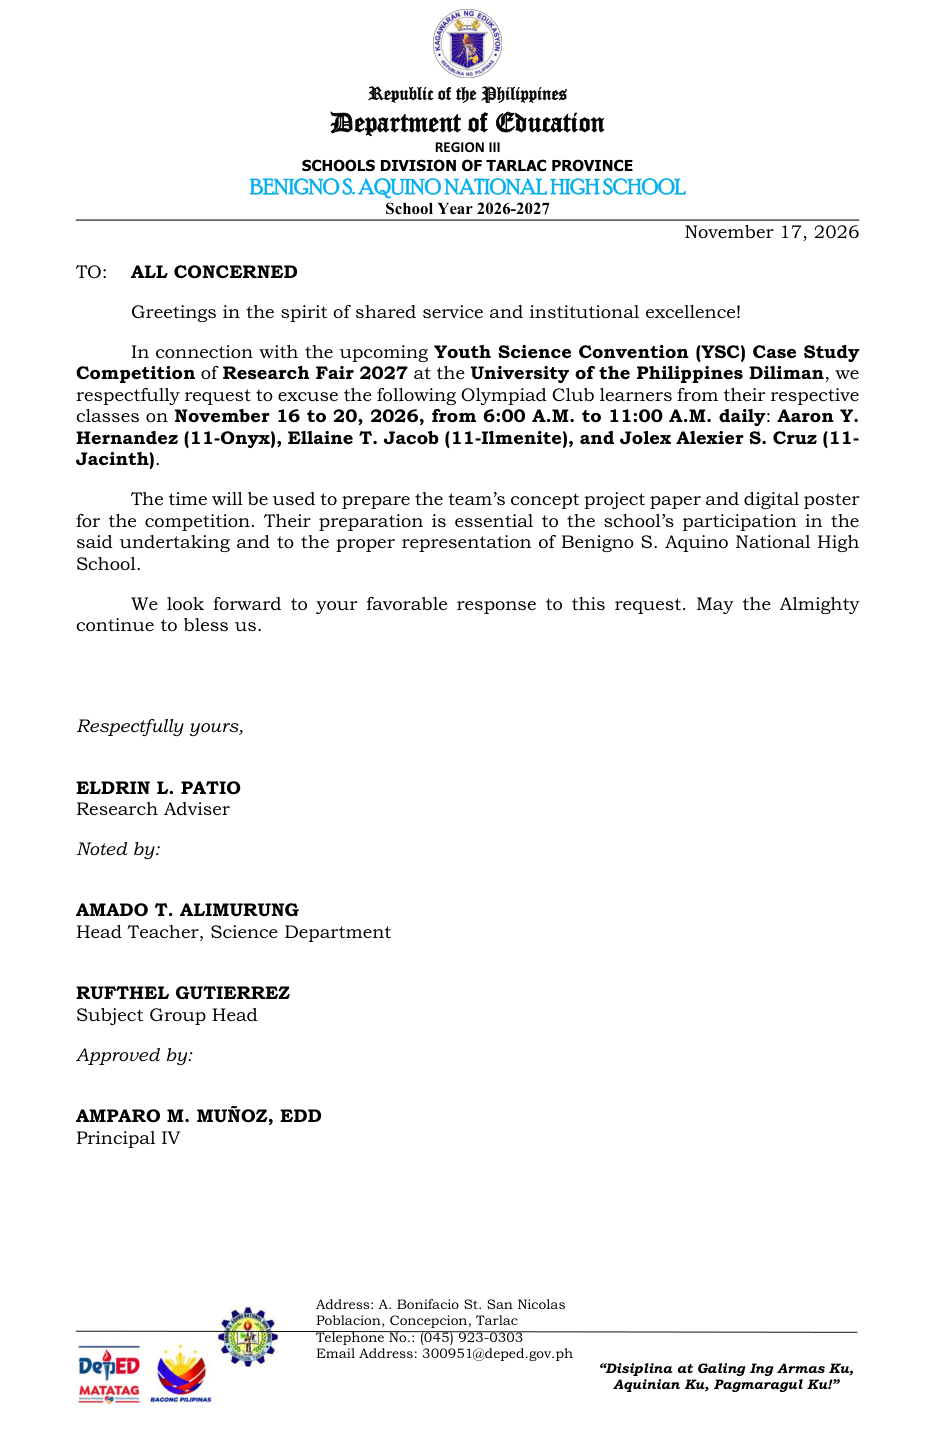 KAGAWARAN NG EDUKASYON
REPUBLIKA NG PILIPINAS
Republic of the Philippines
Department of Education
REGION III
SCHOOLS DIVISION OF TARLAC PROVINCE
BENIGNO S. AQUINO NATIONAL HIGH SCHOOL
School Year 2026-2027
November 17, 2026
TO: ALL CONCERNED
Greetings in the spirit of shared service and institutional excellence!
In connection with the upcoming Youth Science Convention (YSC) Case Study
Competition of Research Fair 2027 at the University of the Philippines Diliman, we
respectfully request to excuse the following Olympiad Club learners from their respective
classes on November 16 to 20, 2026, from 6:00 A.M. to 11:00 A.M. daily: Aaron Y.
Hernandez (11-Onyx), Ellaine T. Jacob (11-Ilmenite), and Jolex Alexier S. Cruz (11-
Jacinth).
The time will be used to prepare the team’s concept project paper and digital poster
for the competition. Their preparation is essential to the school’s participation in the
said undertaking and to the proper representation of Benigno S. Aquino National High
School.
We look forward to your favorable response to this request. May the Almighty
continue to bless us.
Respectfully yours,
ELDRIN L. PATIO
Research Adviser
Noted by:
AMADO T. ALIMURUNG
Head Teacher, Science Department
RUFTHEL GUTIERREZ
Subject Group Head
Approved by:
AMPARO M. MUÑOZ, EDD
Principal IV
Address: A. Bonifacio St. San Nicolas
Poblacion, Concepcion, Tarlac
Telephone No.: (045) 923-0303
Email Address: 300951@deped.gov.ph
DepED
MATATAG
BAGONG PILIPINAS
“Disiplina at Galing Ing Armas Ku,
Aquinian Ku, Pagmaragul Ku!”